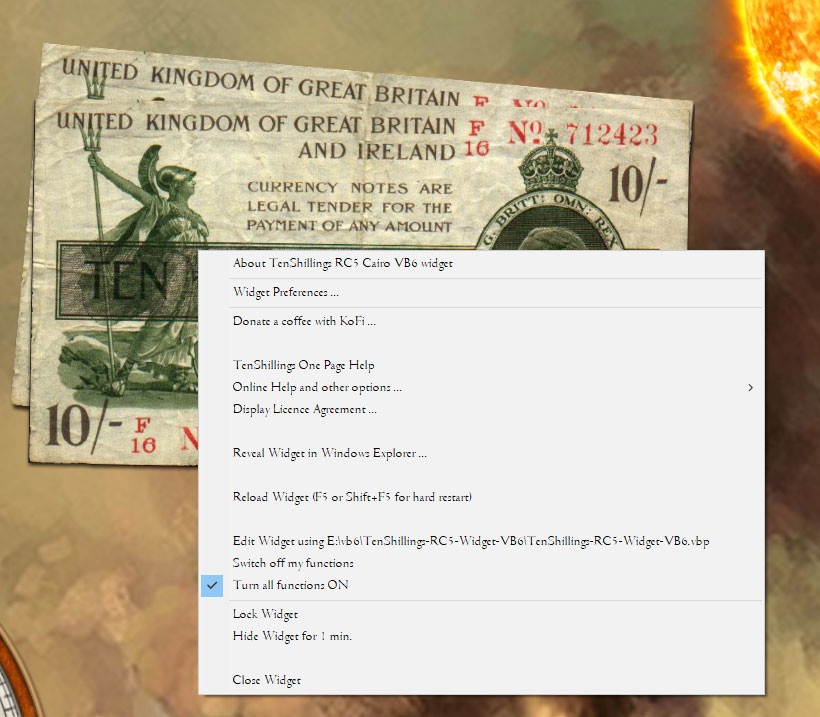 UNITED KINGDOM OF GREAT BRITAIN F No
UNITED KINGDOM OF GREAT BRITAIN F No. 712423
AND IRELAND 16
10/-
CURRENCY NOTES ARE
LEGAL TENDER FOR THE
PAYMENT OF ANY AMOUNT
G. BRITT: OMN: REX
TEN
10/- F
16 N
About TenShillings RC5 Cairo VB6 widget
Widget Preferences ...
Donate a coffee with KoFi ...
TenShillings One Page Help
Online Help and other options ...
Display Licence Agreement ...
Reveal Widget in Windows Explorer ...
Reload Widget (F5 or Shift+F5 for hard restart)
Edit Widget using E:\vb6\TenShillings-RC5-Widget-VB6\TenShillings-RC5-Widget-VB6.vbp
Switch off my functions
Turn all functions ON
Lock Widget
Hide Widget for 1 min.
Close Widget